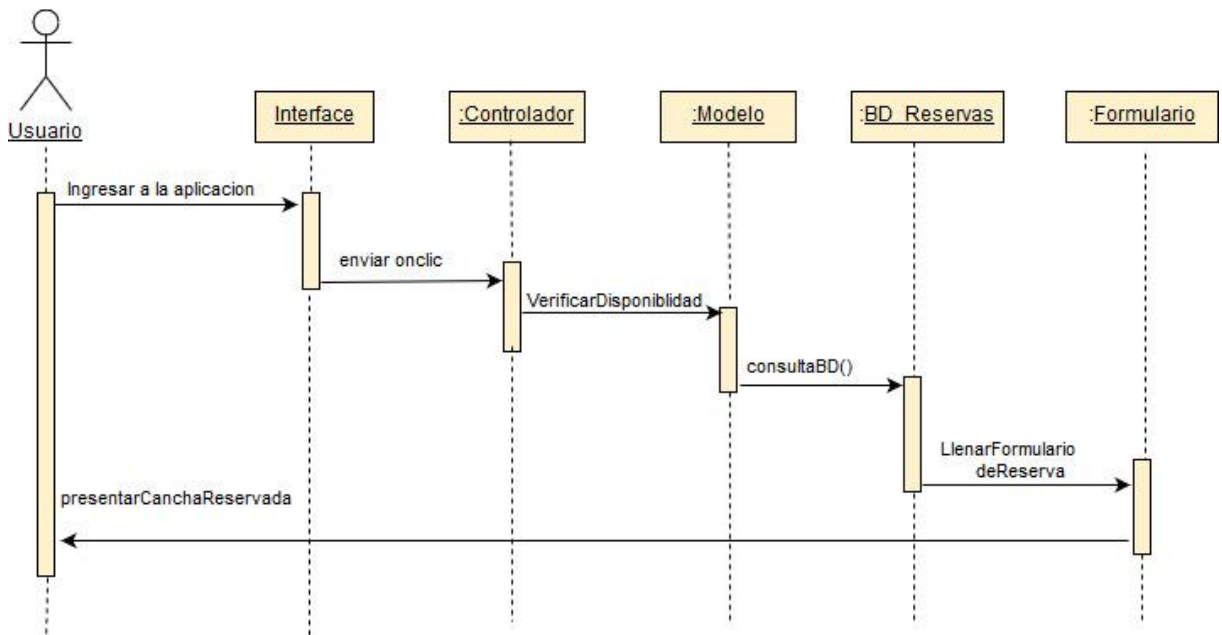 Usuario
Interface
:Controlador
:Modelo
:BD_Reservas
:Formulario
Ingresar a la aplicacion
enviar onclic
VerificarDisponiblidad
consultaBD()
LlenarFormulario
deReserva
presentarCanchaReservada